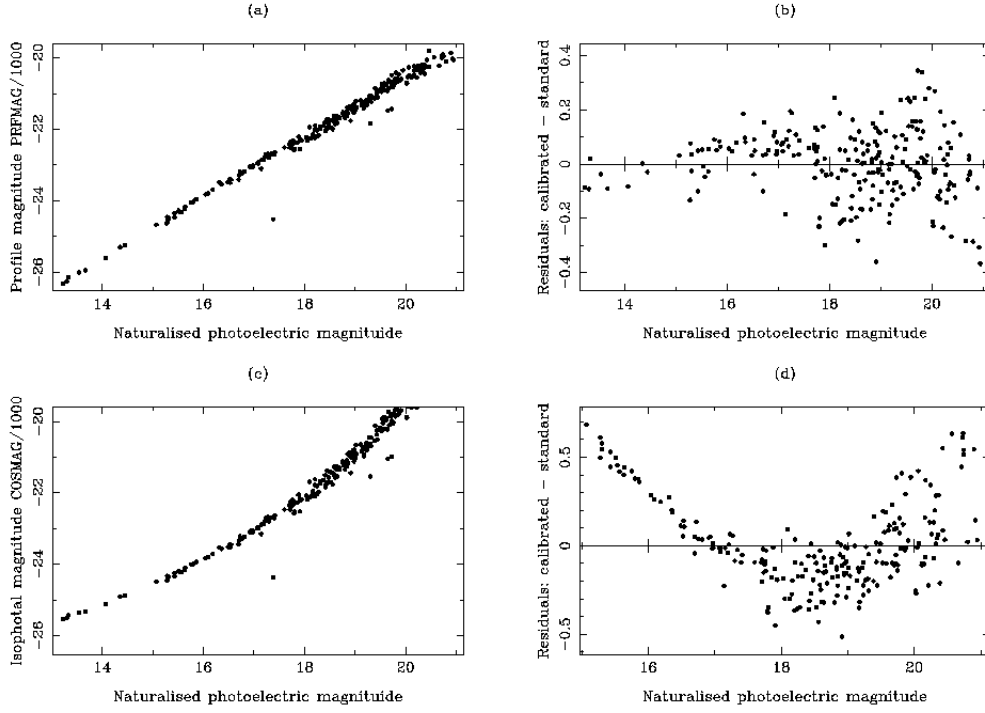 (a)
(b)
Profile magnitude PRFMAG/1000
-20
-22
-24
-26
14
16
18
20
Naturalised photoelectric magnituide
Residuals: calibrated - standard
0.4
0.2
0
-0.2
-0.4
14
16
18
20
Naturalised photoelectric magnitude
(c)
(d)
Isophotal magnitude COSMAG/1000
-20
-22
-24
-26
14
16
18
20
Naturalised photoelectric magnituide
Residuals: calibrated - standard
0.5
0
-0.5
16
18
20
Naturalised photoelectric magnitude